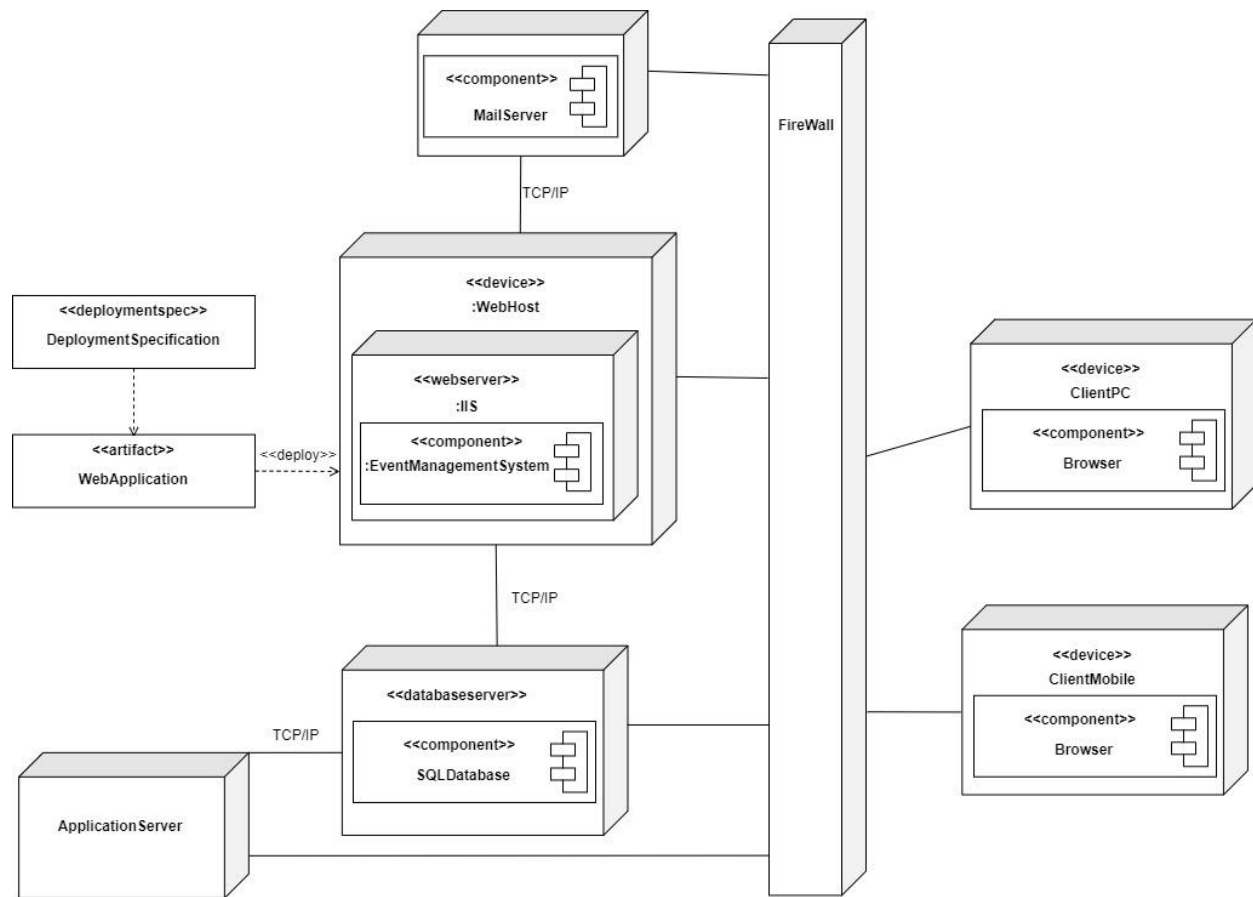 <<component>>
MailServer
FireWall
TCP/IP
<<device>>
:WebHost
<<deploymentspec>>
DeploymentSpecification
<<webserver>>
:IIS
<<component>>
:EventManagementSystem
<<artifact>>
WebApplication
<<deploy>>
<<device>>
ClientPC
<<component>>
Browser
TCP/IP
<<databaseserver>>
<<component>>
SQLDatabase
TCP/IP
ApplicationServer
<<device>>
ClientMobile
<<component>>
Browser